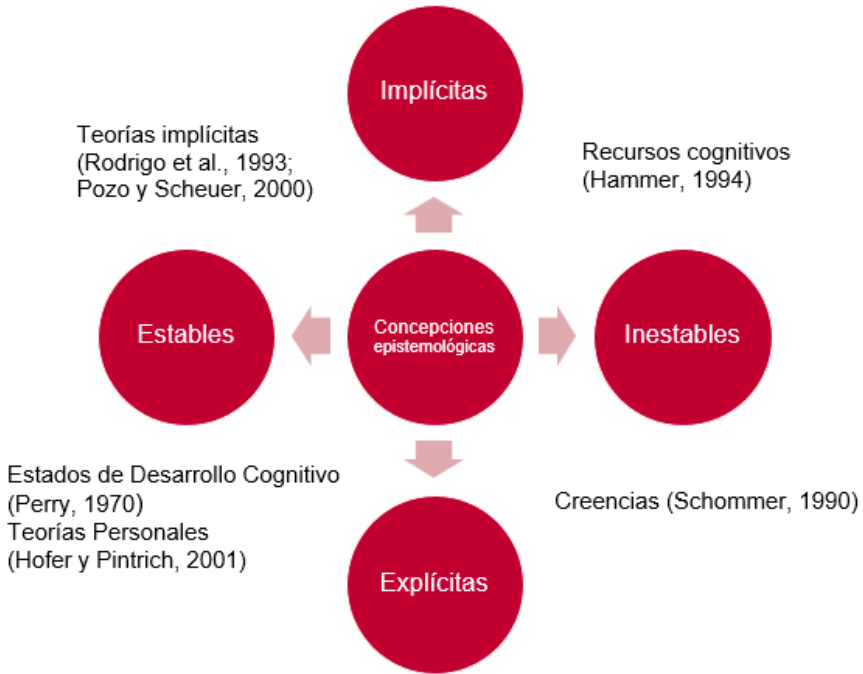 Implícitas
Teorías implícitas
(Rodrigo et al., 1993;
Pozo y Scheuer, 2000)
Recursos cognitivos
(Hammer, 1994)
Estables
Concepciones
epistemológicas
Inestables
Estados de Desarrollo Cognitivo
(Perry, 1970)
Teorías Personales
(Hofer y Pintrich, 2001)
Creencias (Schommer, 1990)
Explícitas